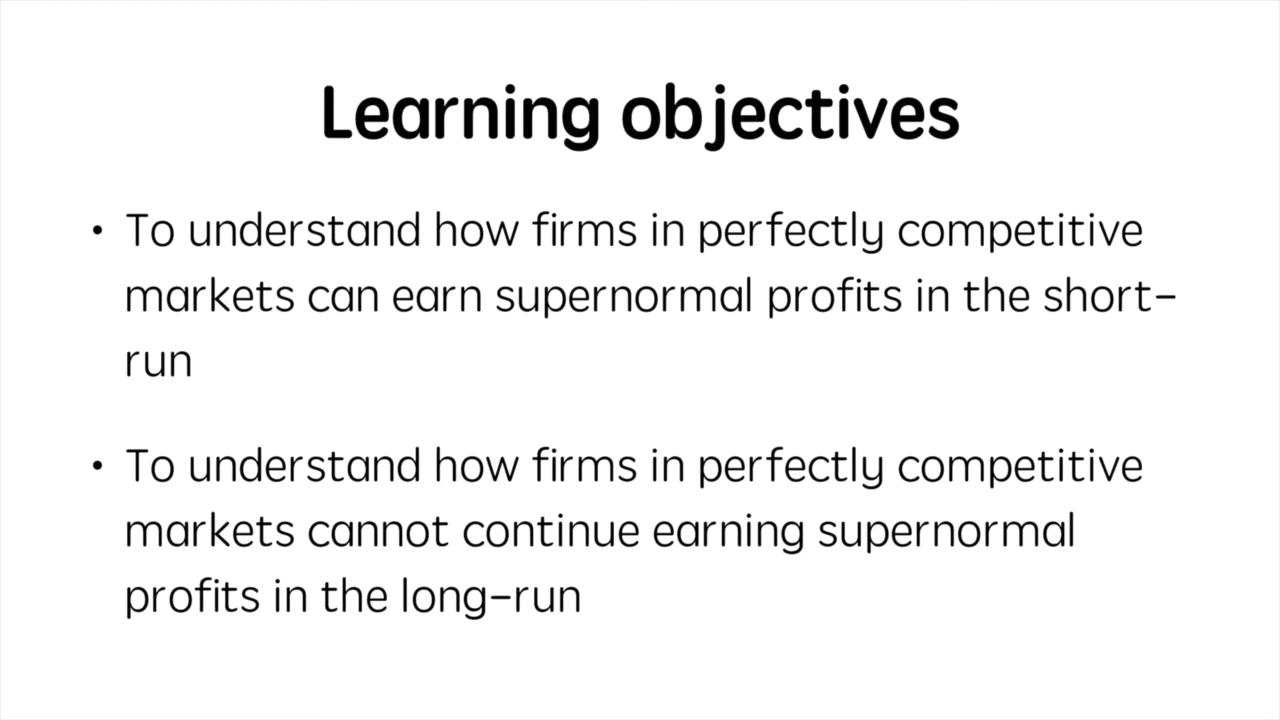 Learning objectives
• To understand how firms in perfectly competitive
markets can earn supernormal profits in the short-
run
• To understand how firms in perfectly competitive
markets cannot continue earning supernormal
profits in the long-run